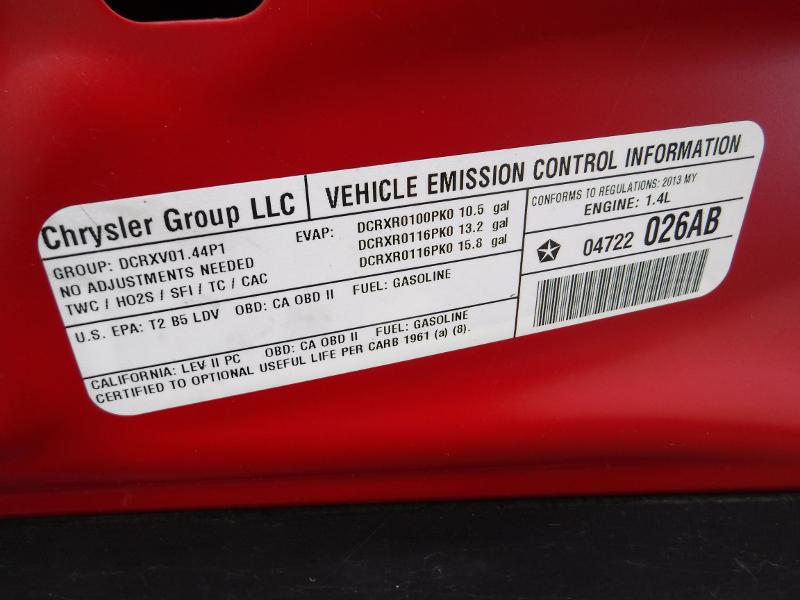 Chrysler Group LLC
VEHICLE EMISSION CONTROL INFORMATION
GROUP: DCRXV01.44P1
NO ADJUSTMENTS NEEDED
TWC / HO2S / SFI / TC / CAC
EVAP: DCRXR0100PK0 10.5 gal
DCRXR0116PK0 13.2 gal
DCRXR0116PK0 15.8 gal
CONFORMS TO REGULATIONS: 2013 MY
ENGINE: 1.4L
04722 026AB
U.S. EPA: T2 B5 LDV OBD: CA OBD II FUEL: GASOLINE
CALIFORNIA: LEV II PC OBD: CA OBD II FUEL: GASOLINE
CERTIFIED TO OPTIONAL USEFUL LIFE PER CARB 1961 (a) (8).